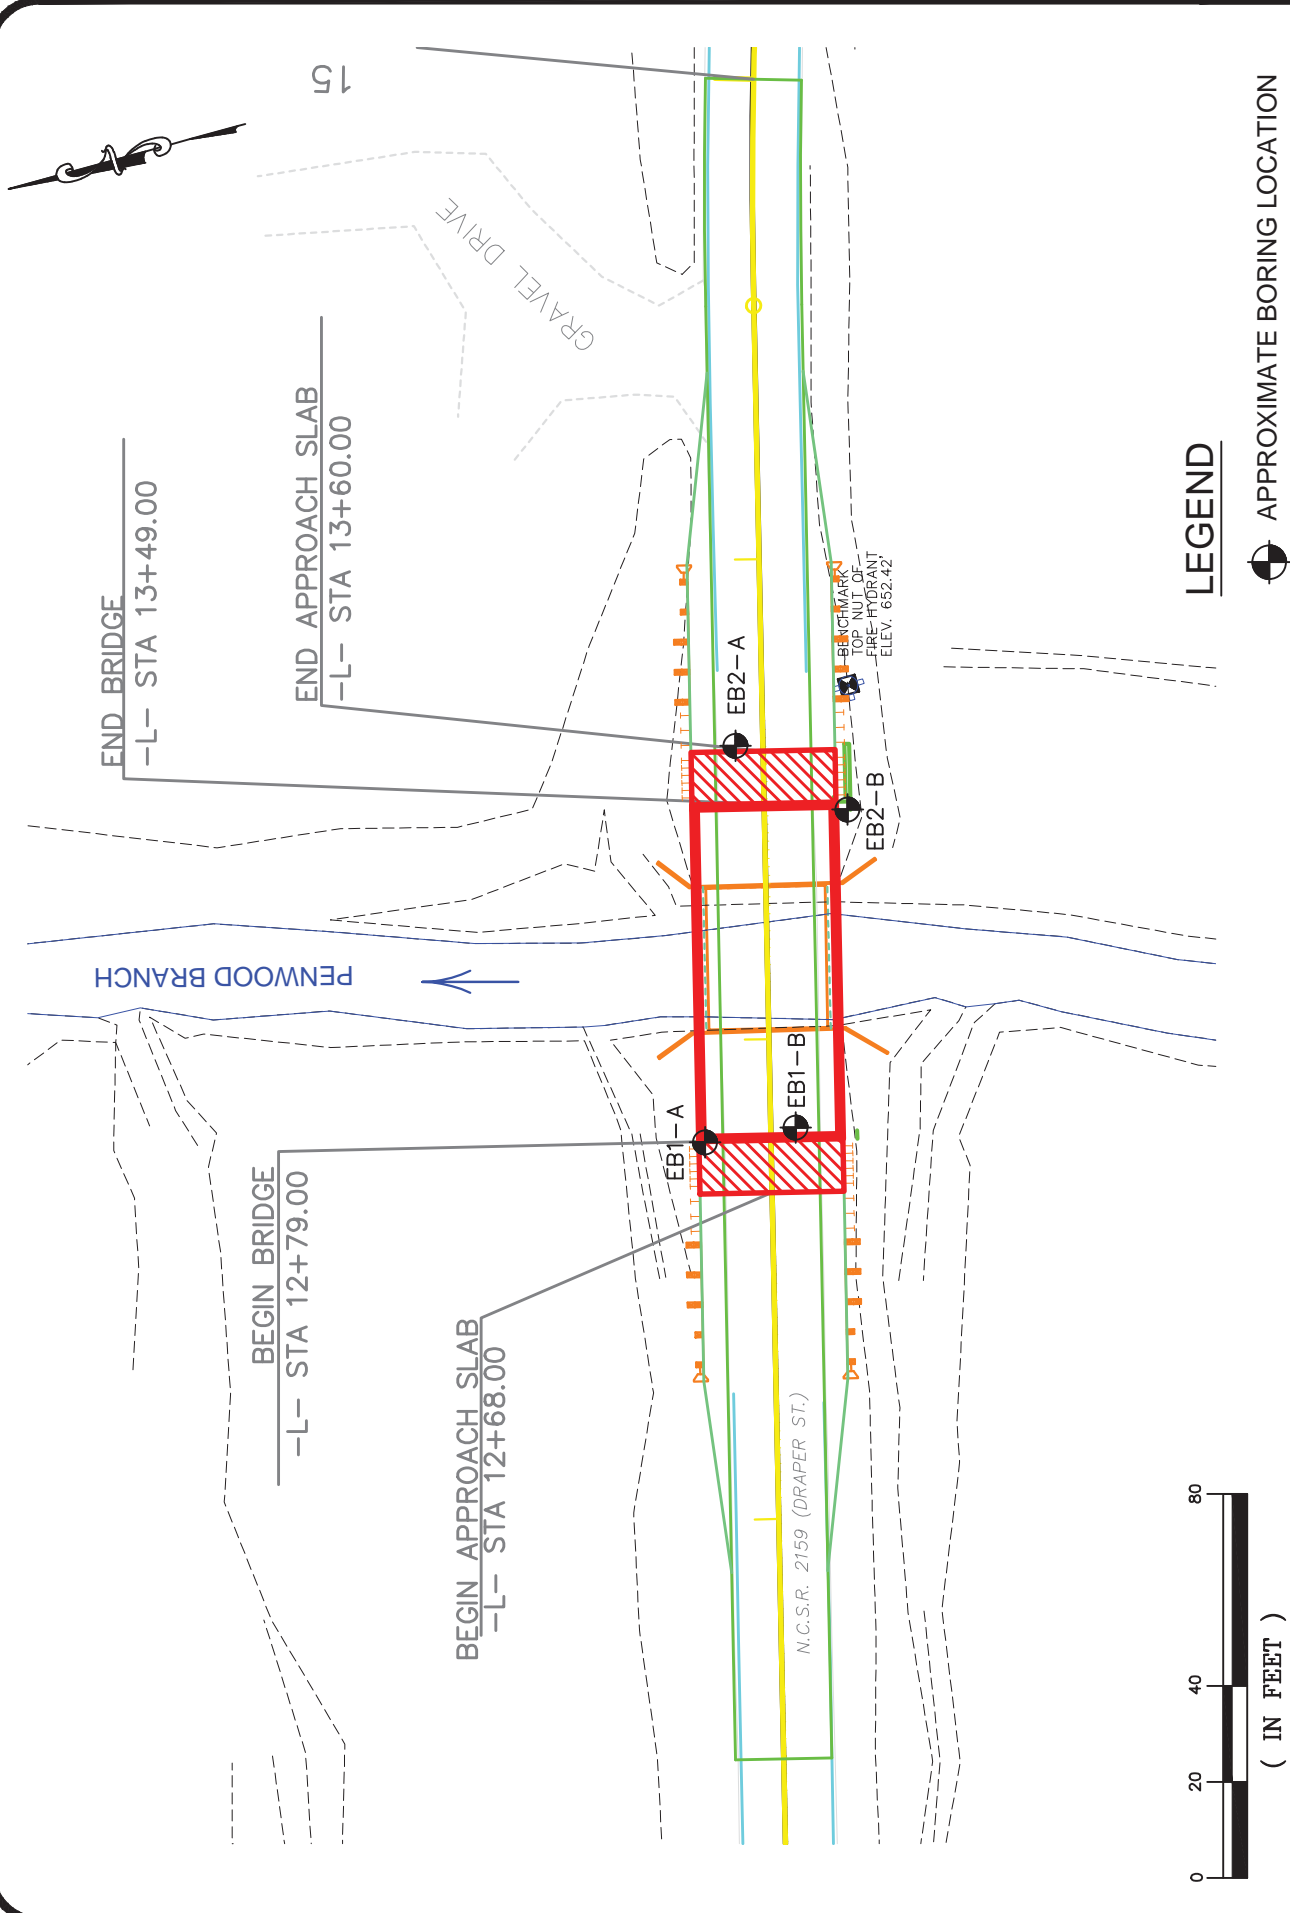 15
GRAVEL DRIVE
END BRIDGE
-L- STA 13+49.00
END APPROACH SLAB
-L- STA 13+60.00
PENWOOD BRANCH
BEGIN BRIDGE
-L- STA 12+79.00
BEGIN APPROACH SLAB
-L- STA 12+68.00
EB1-A
EB1-B
EB2-A
EB2-B
BENCHMARK
TOP NUT OF
FIRE HYDRANT
ELEV. 652.42'
N.C.S.R. 2159 (DRAPER ST.)
LEGEND
APPROXIMATE BORING LOCATION
0 20 40 80
( IN FEET )
N